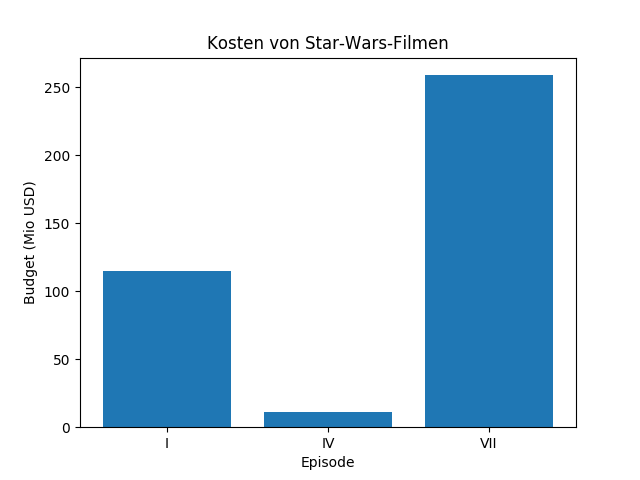 Kosten von Star-Wars-Filmen
Budget (Mio USD)
250
200
150
100
50
0
I IV VII
Episode